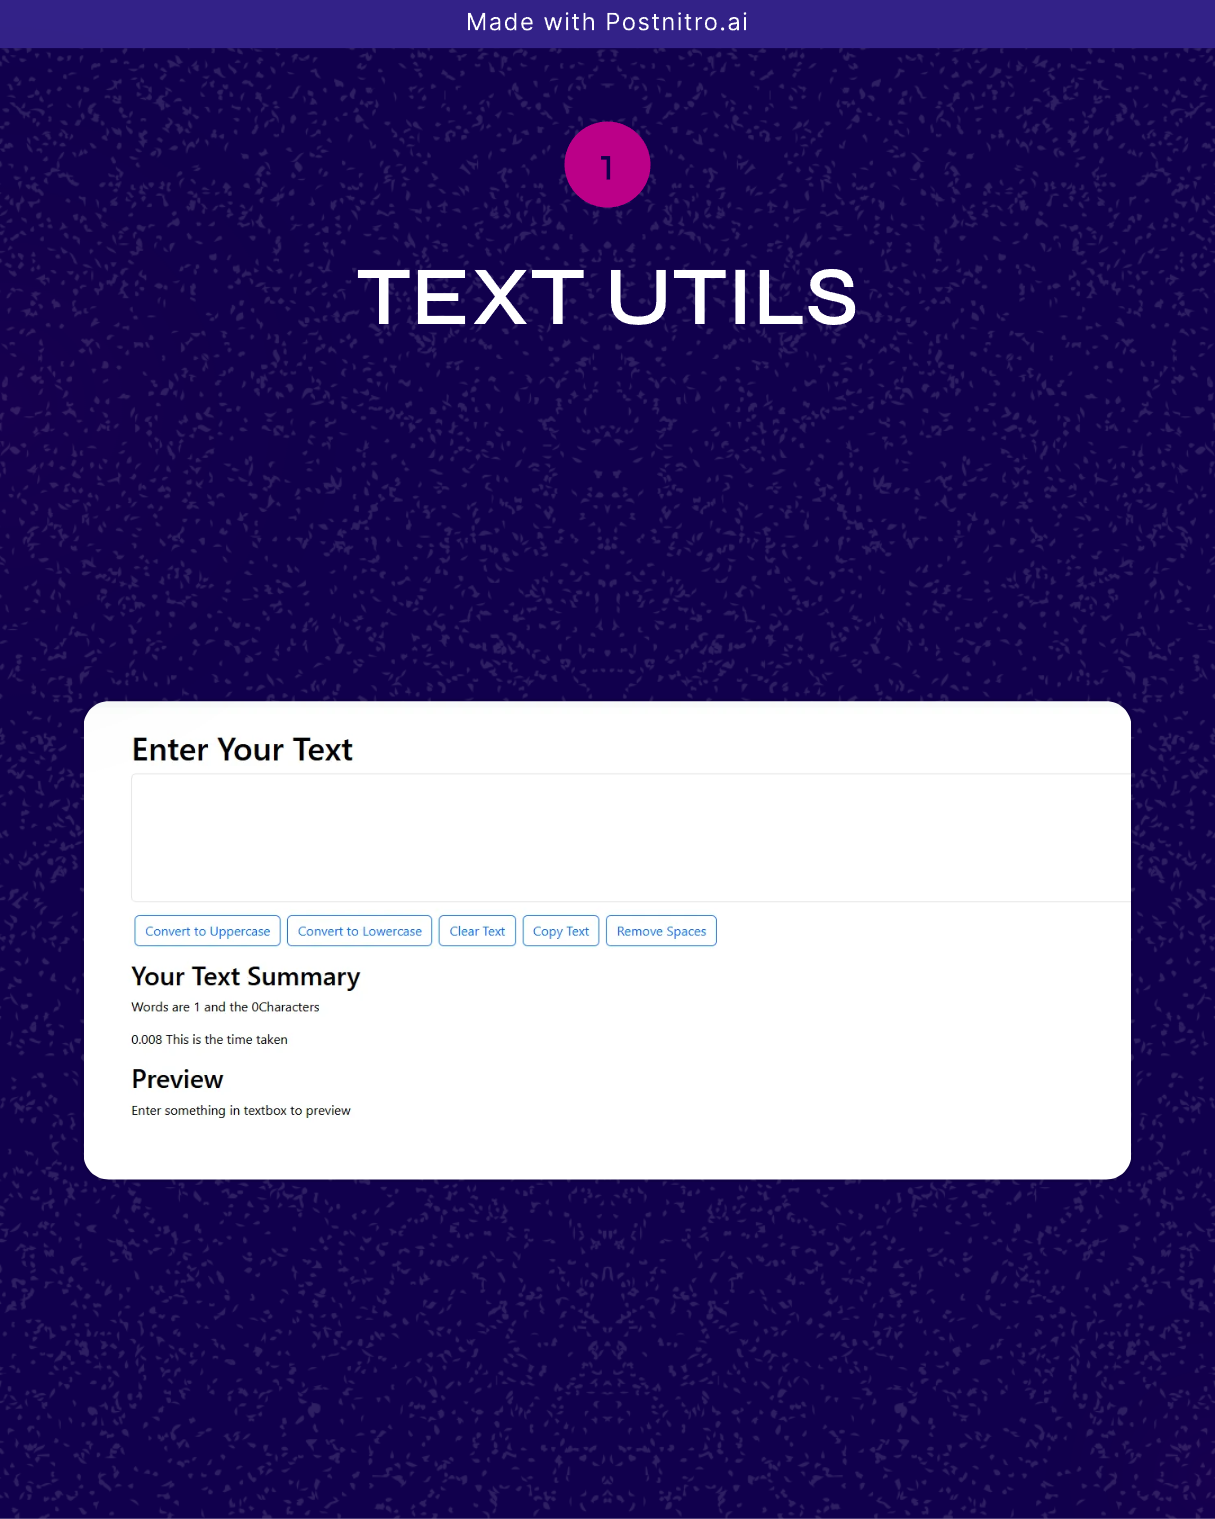 Made with Postnitro.ai
1
TEXT UTILS
Enter Your Text
Convert to Uppercase Convert to Lowercase Clear Text Copy Text Remove Spaces
Your Text Summary
Words are 1 and the 0Characters
0.008 This is the time taken
Preview
Enter something in textbox to preview